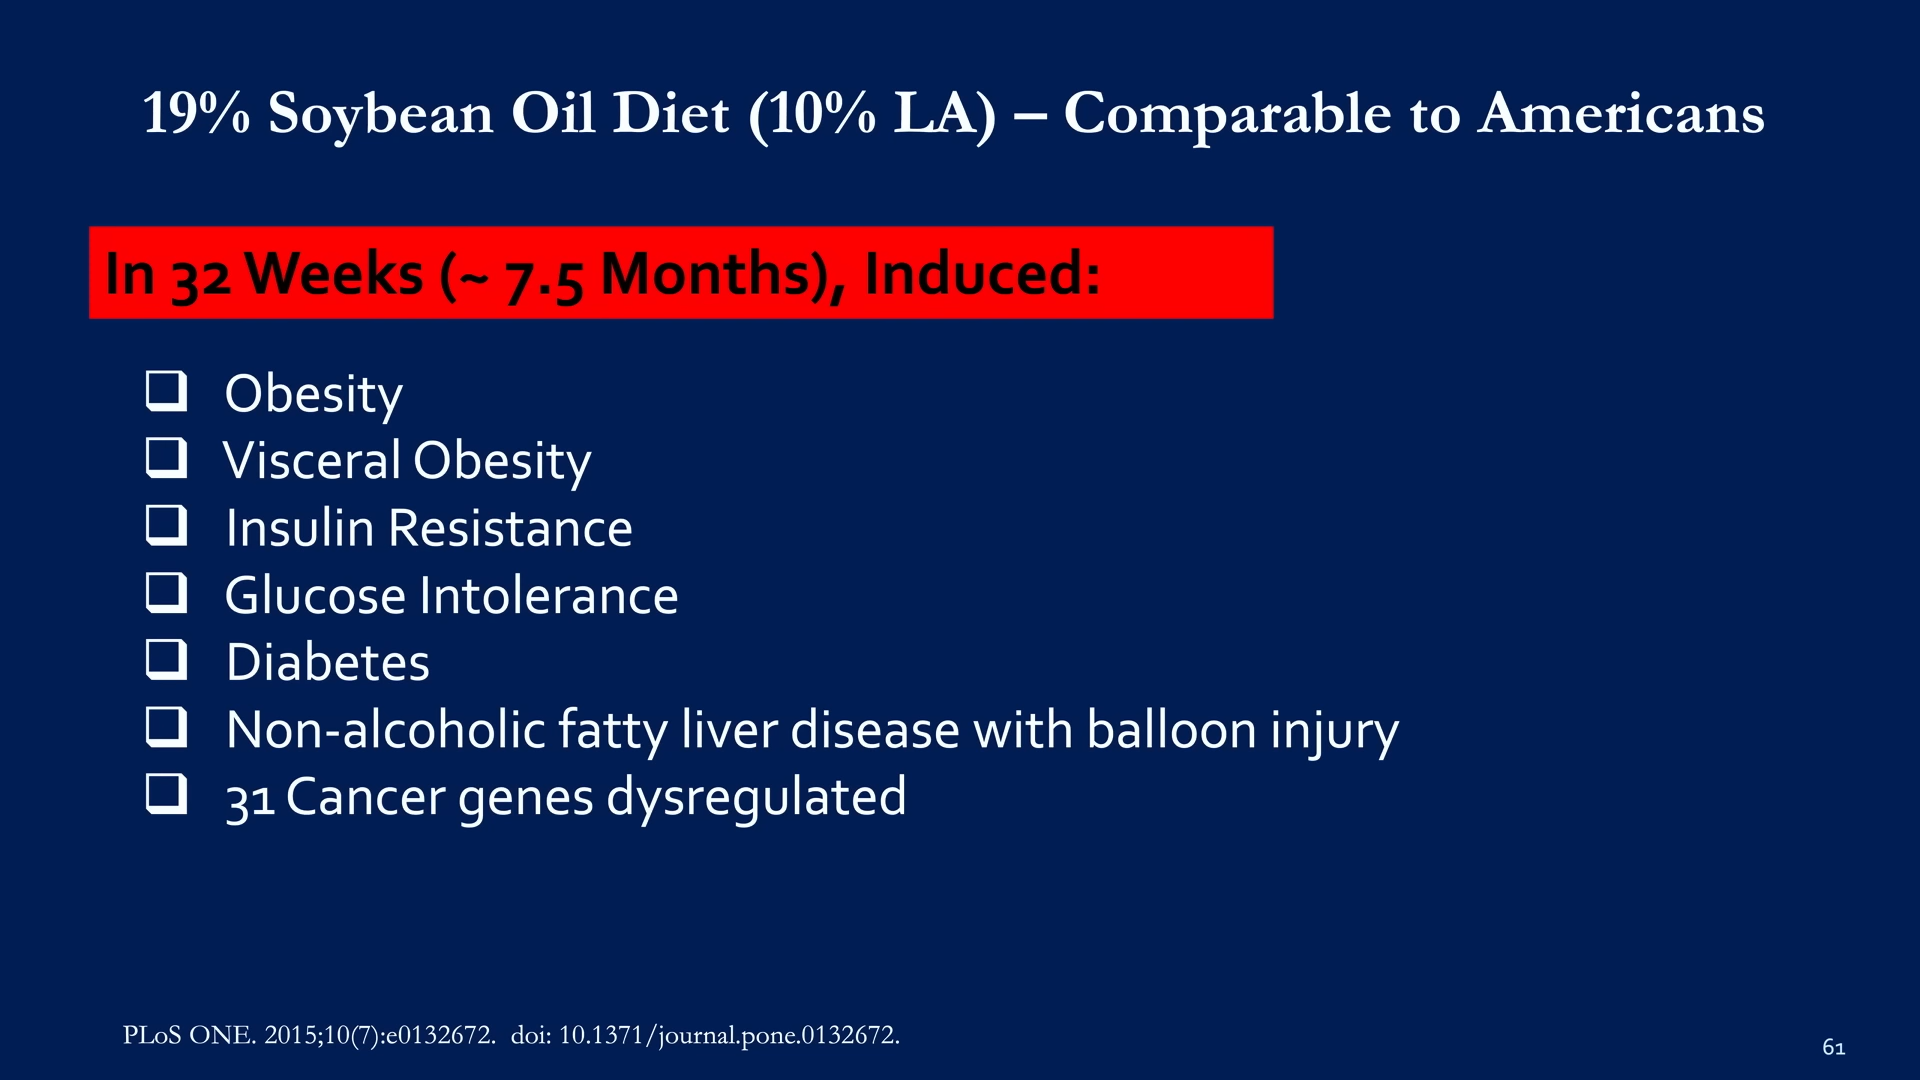 19% Soybean Oil Diet (10% LA) – Comparable to Americans
In 32 Weeks (~ 7.5 Months), Induced:
❑ Obesity
❑ Visceral Obesity
❑ Insulin Resistance
❑ Glucose Intolerance
❑ Diabetes
❑ Non-alcoholic fatty liver disease with balloon injury
❑ 31 Cancer genes dysregulated
PLoS ONE. 2015;10(7):e0132672. doi: 10.1371/journal.pone.0132672.
61